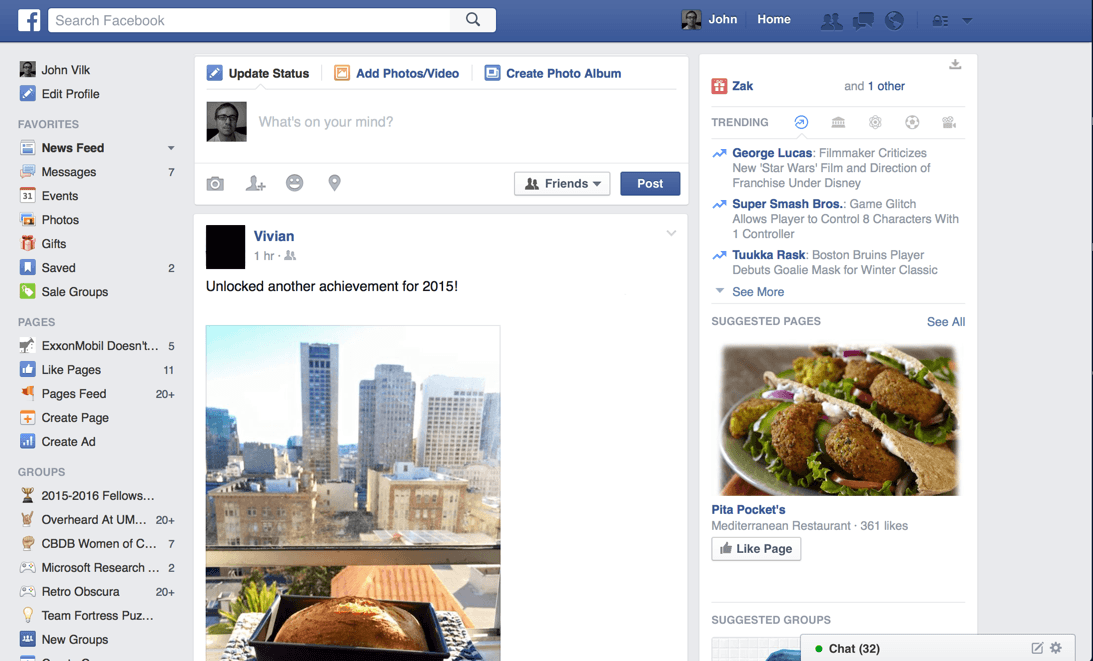 f
Search Facebook
John
Home
John Vilk
Edit Profile
FAVORITES
News Feed
Messages 7
31 Events
Photos
Gifts
Saved 2
Sale Groups
PAGES
ExxonMobil Doesn't... 5
Like Pages 11
Pages Feed 20+
Create Page
Create Ad
GROUPS
2015-2016 Fellows...
Overheard At UM... 20+
CBDB Women of C... 7
Microsoft Research ... 2
Retro Obscura 20+
Team Fortress Puz...
New Groups
Update Status
Add Photos/Video
Create Photo Album
What's on your mind?
Friends
Post
Vivian
1 hr ·
Unlocked another achievement for 2015!
Zak and 1 other
TRENDING
George Lucas: Filmmaker Criticizes
New 'Star Wars' Film and Direction of
Franchise Under Disney
Super Smash Bros.: Game Glitch
Allows Player to Control 8 Characters With
1 Controller
Tuukka Rask: Boston Bruins Player
Debuts Goalie Mask for Winter Classic
See More
SUGGESTED PAGES
See All
Pita Pocket's
Mediterranean Restaurant · 361 likes
Like Page
SUGGESTED GROUPS
Chat (32)